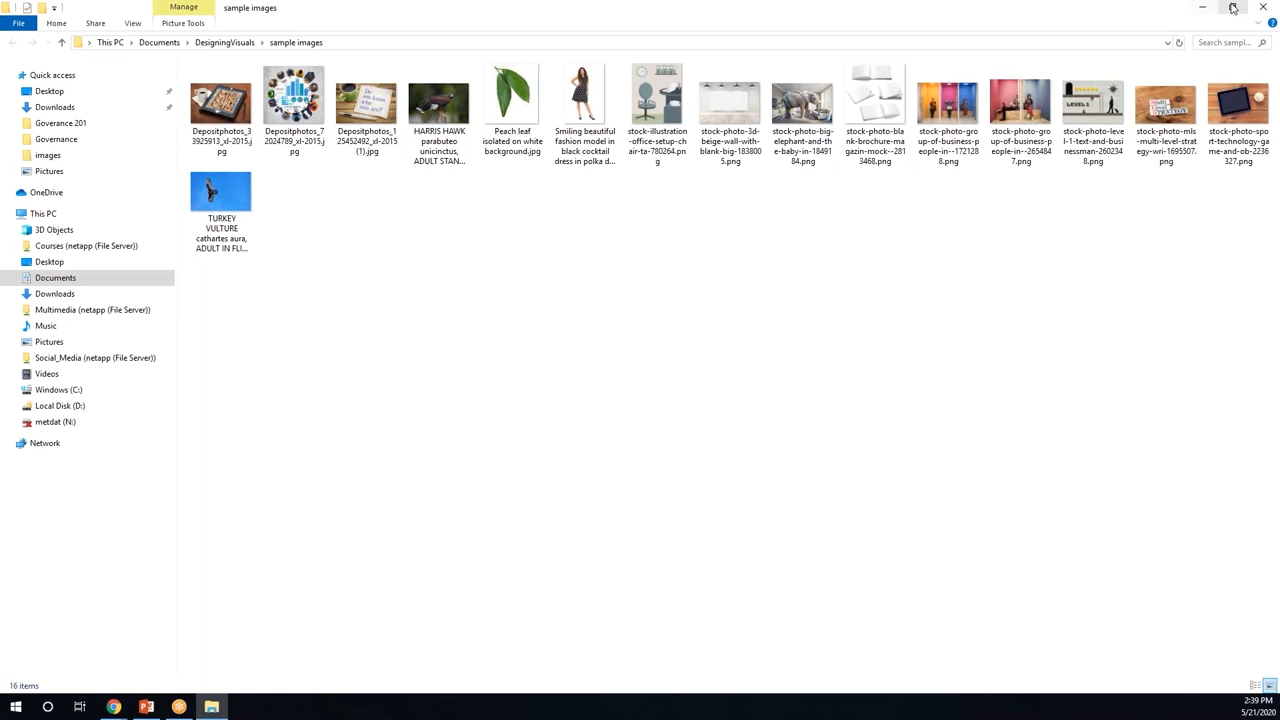 Manage
sample images
File
Home
Share
View
Picture Tools
This PC
Documents
DesigningVisuals
sample images
Search sampl...
Quick access
Desktop
Downloads
Goverance 201
Governance
images
Pictures
OneDrive
This PC
3D Objects
Courses (netapp (File Server))
Desktop
Documents
Downloads
Multimedia (netapp (File Server))
Music
Pictures
Social_Media (netapp (File Server))
Videos
Windows (C:)
Local Disk (D:)
metdat (N:)
Network
Depositphotos_3
3925913_xl-2015.j
pg
Depositphotos_7
2024789_xl-2015.j
pg
Depositphotos_1
25452492_xl-2015
(1).jpg
HARRIS HAWK
parabuteo
unicinctus,
ADULT STAN...
Peach leaf
isolated on white
background.jpg
Smiling beautiful
fashion model in
black cocktail
dress in polka d...
stock-illustration
-office-setup-ch
air-ta-780264.pn
g
stock-photo-3d-
beige-wall-with-
blank-big-183800
5.png
stock-photo-big-
elephant-and-th
e-baby-in-18491
84.png
stock-photo-bla
nk-brochure-ma
gazin-mock--281
3468.png
stock-photo-gro
up-of-business-p
eople-in--172128
8.png
stock-photo-gro
up-of-business-p
eople-in--265484
7.png
stock-photo-leve
l-1-text-and-busi
nessman-260234
8.png
stock-photo-mls
-multi-level-strat
egy-wri-1695507.
png
stock-photo-spo
rt-technology-ga
me-and-ob-2236
327.png
TURKEY
VULTURE
cathartes aura,
ADULT IN FLI...
16 items
2:39 PM
5/21/2020